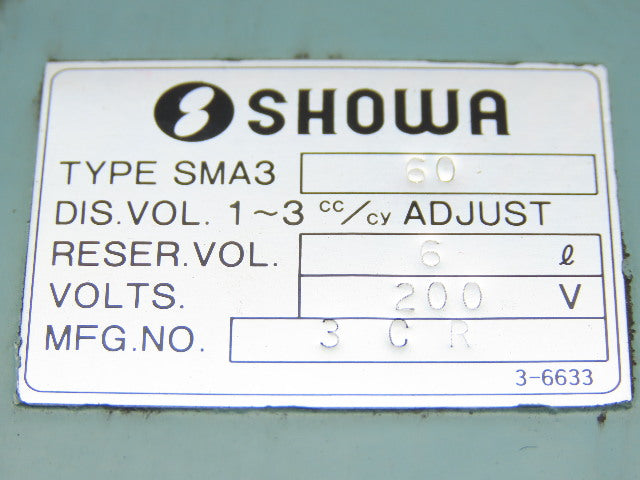 SHOWA
TYPE SMA3 60
DIS.VOL. 1~3 cc/cy ADJUST
RESER.VOL. 6 ℓ
VOLTS. 200 V
MFG.NO. 3 C R
3-6633